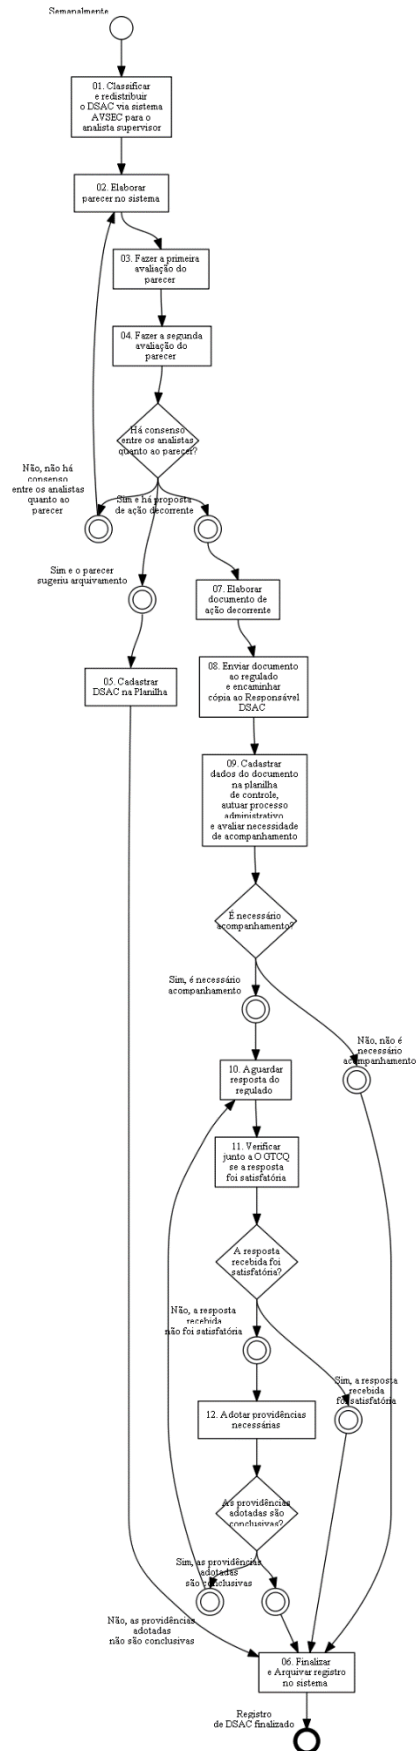 Semanalmente
01. Classificar
e redistribuir
o DSAC via sistema
AVSEC para o
analista supervisor
02. Elaborar
parecer no sistema
03. Fazer a primeira
avaliação do
parecer
04. Fazer a segunda
avaliação do
parecer
Há consenso
entre os analistas
quanto ao parecer?
Não, não há
consenso
entre os analistas
quanto ao
parecer
Sim e há proposta
de ação decorrente
Sim e o parecer
sugeriu arquivamento
07. Elaborar
documento de
ação decorrente
05. Cadastrar
DSAC na Planilha
08. Enviar documento
ao regulado
e encaminhar
cópia ao Responsável
DSAC
09. Cadastrar
dados do documento
na planilha
de controle,
autuar processo
administrativo
e avaliar necessidade
de acompanhamento
É necessário
acompanhamento?
Sim, é necessário
acompanhamento
Não, não é
necessário
acompanhamento
10. Aguardar
resposta do
regulado
11. Verificar
junto a O GTCQ
se a resposta
foi satisfatória
A resposta
recebida foi
satisfatória?
Não, a resposta
recebida
não foi satisfatória
Sim, a resposta
recebida
foi satisfatória
12. Adotar providências
necessárias
As providências
adotadas são
conclusivas?
Sim, as providências
adotadas
são conclusivas
Não, as providências
adotadas
não são conclusivas
06. Finalizar
e Arquivar registro
no sistema
Registro
de DSAC finalizado